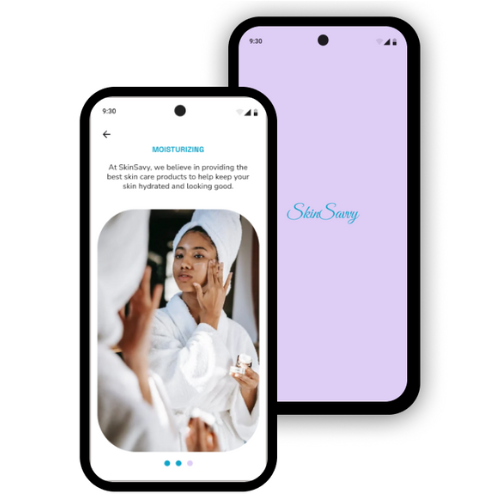 9:30
MOISTURIZING
At SkinSavy, we believe in providing the
best skin care products to help keep your
skin hydrated and looking good.
9:30
SkinSavvy